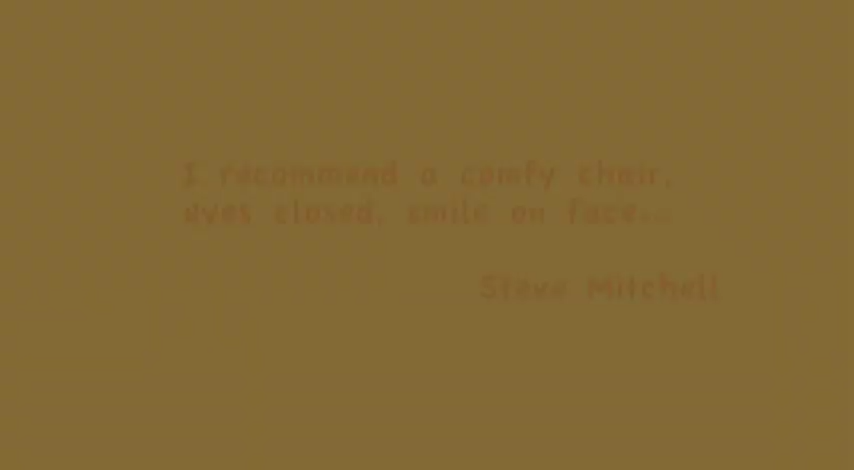 I recommend a comfy chair,
eyes closed, smile on face...
Steve Mitchell